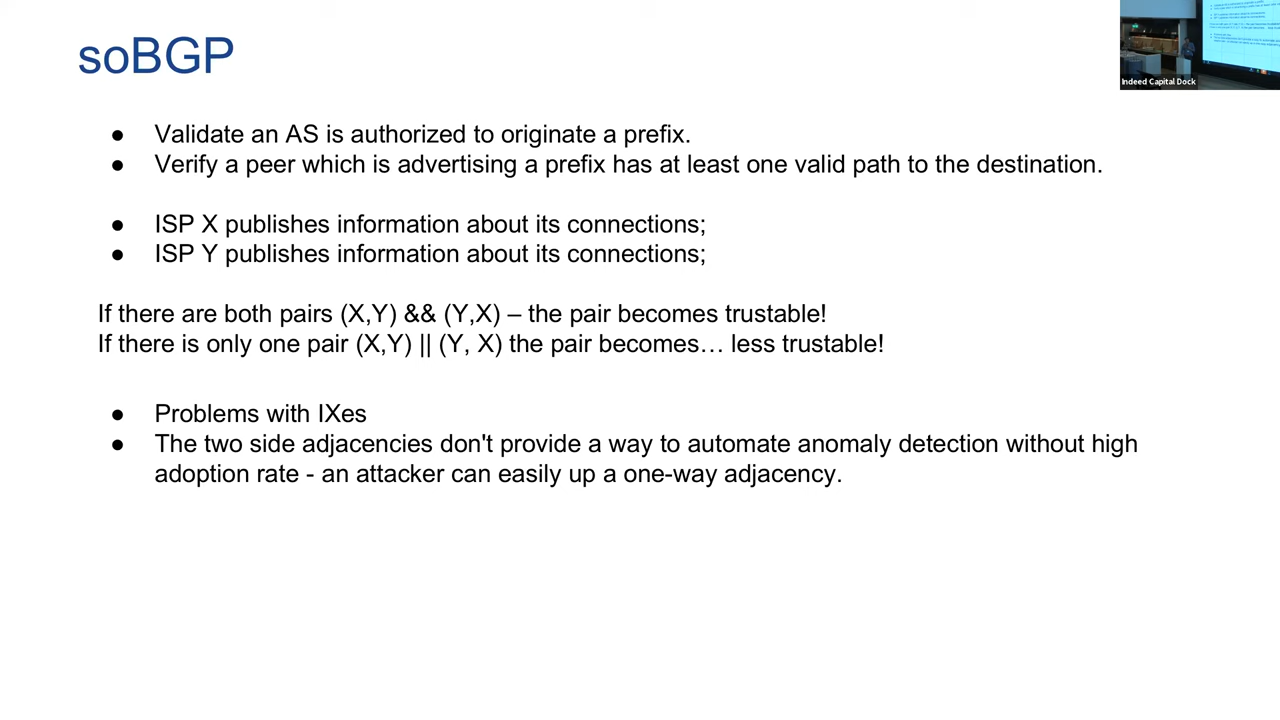 soBGP
Indeed Capital Dock
● Validate an AS is authorized to originate a prefix.
● Verify a peer which is advertising a prefix has at least one valid path to the destination.
● ISP X publishes information about its connections;
● ISP Y publishes information about its connections;
If there are both pairs (X,Y) && (Y,X) – the pair becomes trustable!
If there is only one pair (X,Y) || (Y, X) the pair becomes… less trustable!
● Problems with IXes
● The two side adjacencies don't provide a way to automate anomaly detection without high
adoption rate - an attacker can easily up a one-way adjacency.